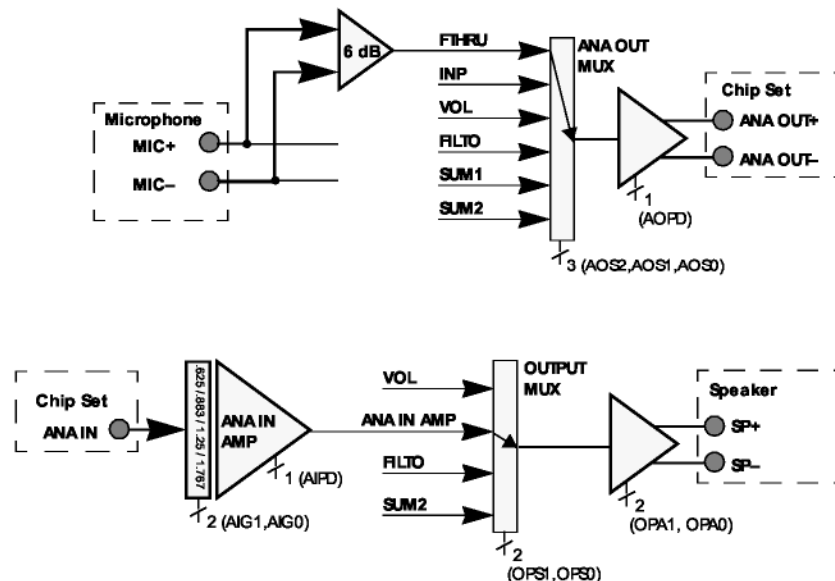 6 dB
FTHRU
ANA OUT
MUX
INP
Chip Set
Microphone
VOL
ANA OUT+
MIC+
FILTO
ANA OUT–
MIC–
SUM1
1
(AOPD)
SUM2
3 (AOS2,AOS1,AOS0)
OUTPUT
MUX
VOL
Speaker
Chip Set
.625 /.883 / 1.25 / 1.767
ANA IN
ANA IN
AMP
ANA IN AMP
SP+
FILTO
SP–
1 (AIPD)
2
SUM2
(OPA1, OPA0)
2 (AIG1,AIG0)
2
(OPS1,OPS0)